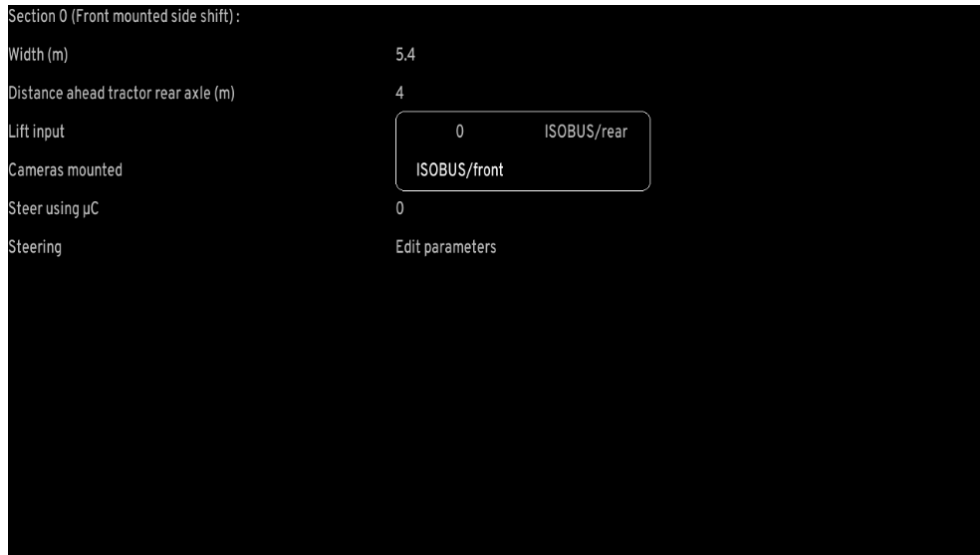 Section 0 (Front mounted side shift) :
Width (m) 5.4
Distance ahead tractor rear axle (m) 4
Lift input 0 ISOBUS/rear
Cameras mounted ISOBUS/front
Steer using µC 0
Steering Edit parameters